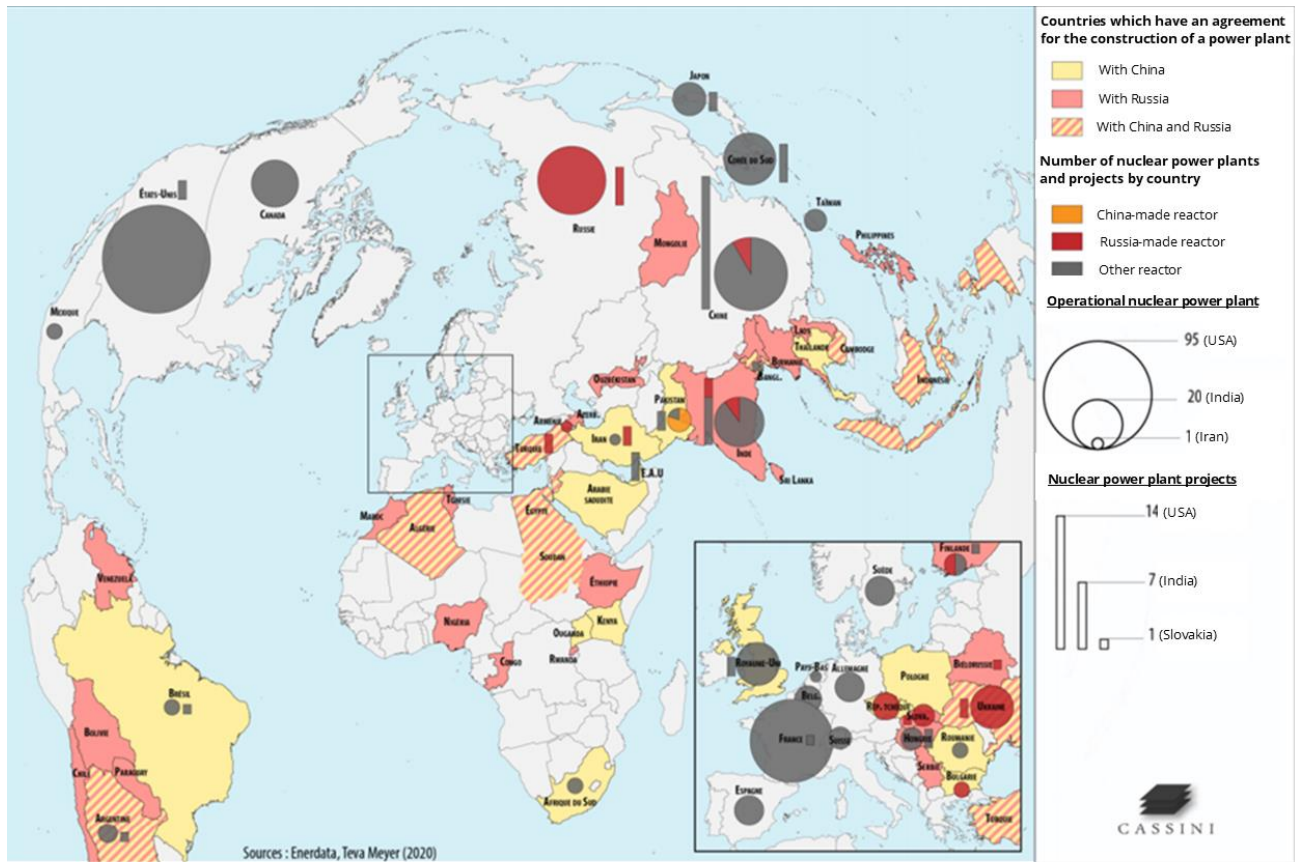 Countries which have an agreement
for the construction of a power plant
With China
With Russia
With China and Russia
Number of nuclear power plants
and projects by country
China-made reactor
Russia-made reactor
Other reactor
Operational nuclear power plant
95 (USA)
20 (India)
1 (Iran)
Nuclear power plant projects
14 (USA)
7 (India)
1 (Slovakia)
CASSINI
JAPON
CORÉE DU SUD
ÉTATS-UNIS
CANADA
TAÏWAN
RUSSIE
PHILIPPINES
MONGOLIE
MEXIQUE
CHINE
LAOS
THAÏLANDE
CAMBODGE
BIRMANIE
BANGL.
INDONÉSIE
OUZBÉKISTAN
PAKISTAN
ARMÉNIE
AZERB.
TURQUIE
IRAN
INDE
E.A.U
SRI LANKA
ARABIE
SAOUDITE
TUNISIE
MAROC
ALGÉRIE
ÉGYPTE
SOUDAN
ÉTHIOPIE
VENEZUELA
NIGÉRIA
KENYA
OUGANDA
RWANDA
CONGO
BRÉSIL
BOLIVIE
CHILI
PARAGUAY
ARGENTINE
AFRIQUE DU SUD
FINLANDE
SUÈDE
ROYAUME-UNI
PAYS-BAS
ALLEMAGNE
BIÉLORUSSIE
POLOGNE
BELG.
RÉP. TCHÈQUE
SLOVA.
UKRAINE
FRANCE
SUISSE
HONGRIE
ROUMANIE
SERBIE
BULGARIE
ESPAGNE
TURQUIE
Sources : Enerdata, Teva Meyer (2020)